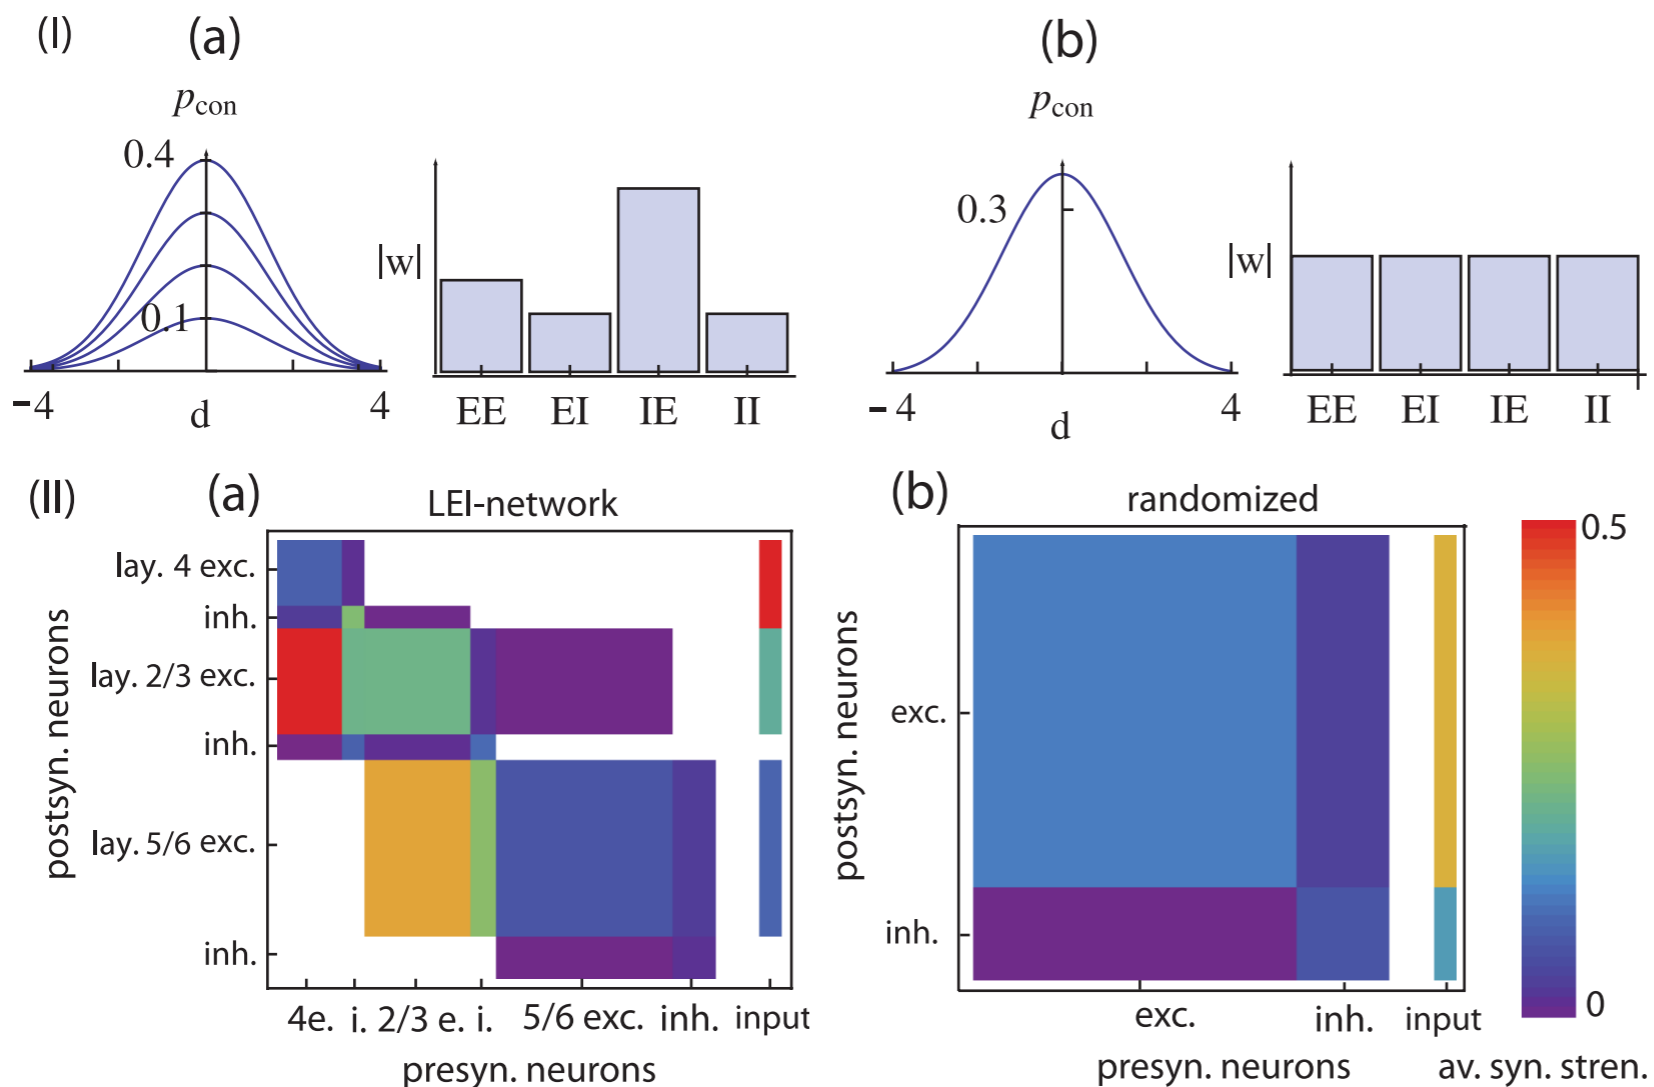 (I) (a) (b)
p con p con
0.4
0.3
|w| |w|
0.1
-4 d 4 EE EI IE II -4 d 4 EE EI IE II
(II) (a) LEI-network (b) randomized
0.5
lay. 4 exc.
inh.
lay. 2/3 exc.
inh.
lay. 5/6 exc.
inh.
postsyn. neurons
4e. i. 2/3 e. i. 5/6 exc. inh. input
presyn. neurons
exc.
inh.
postsyn. neurons
exc. inh. input
presyn. neurons
0
av. syn. stren.